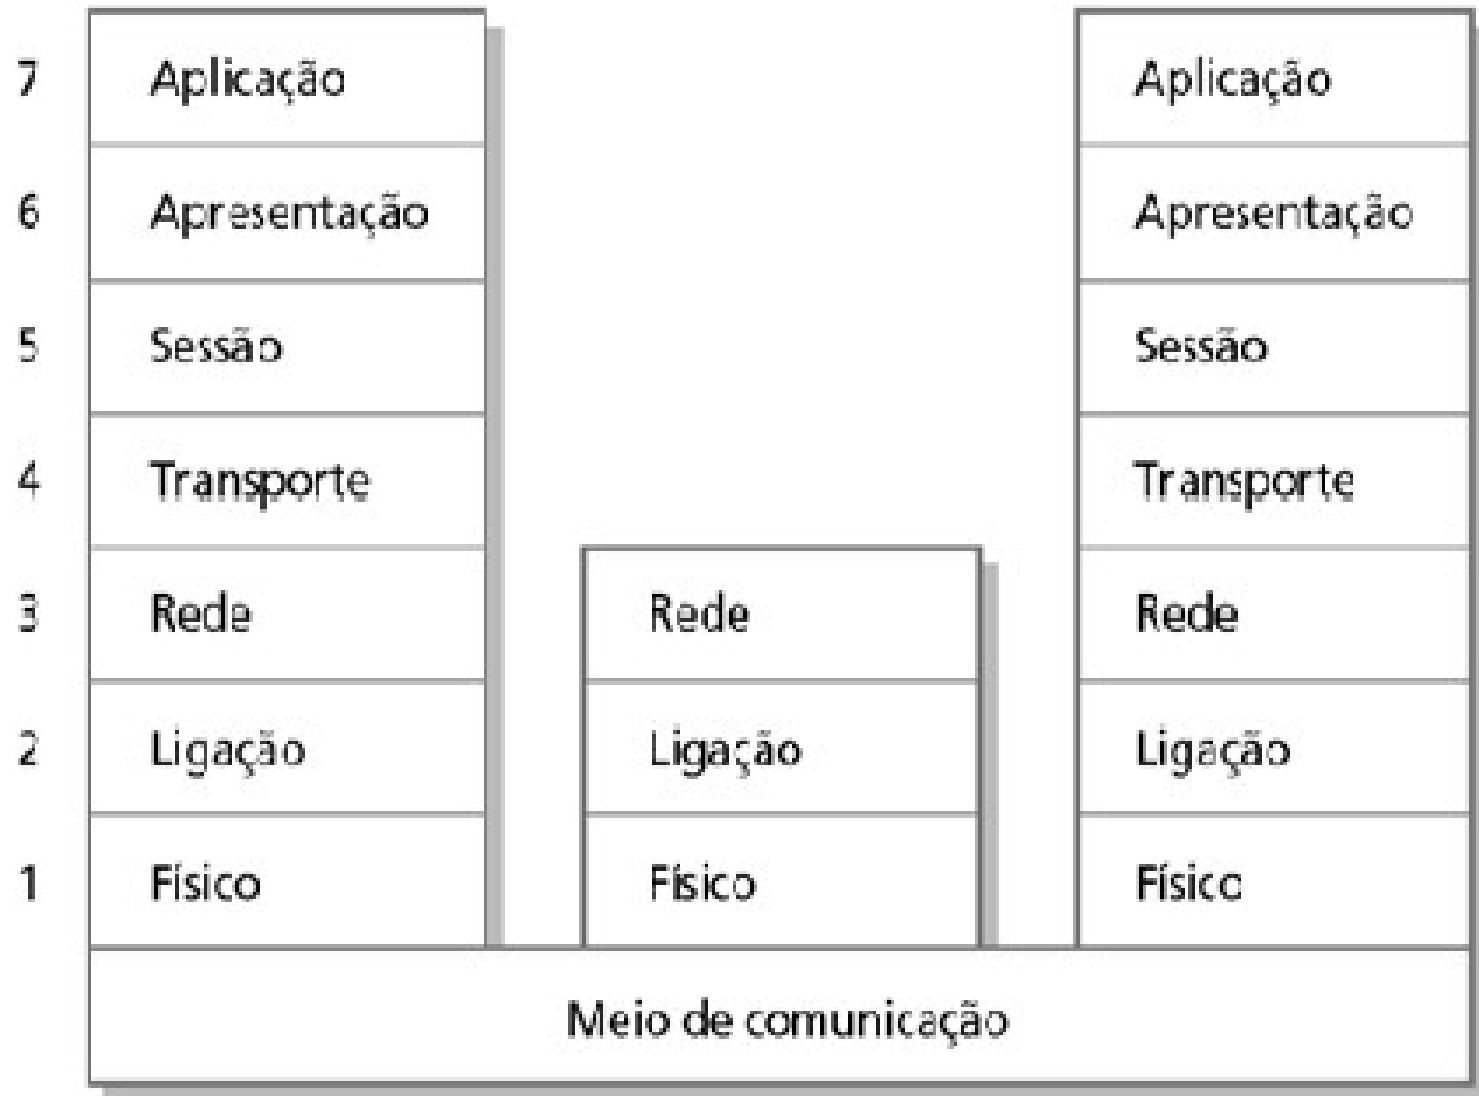 7 Aplicação Aplicação
6 Apresentação Apresentação
5 Sessão Sessão
4 Transporte Transporte
3 Rede Rede Rede
2 Ligação Ligação Ligação
1 Físico Físico Físico
Meio de comunicação